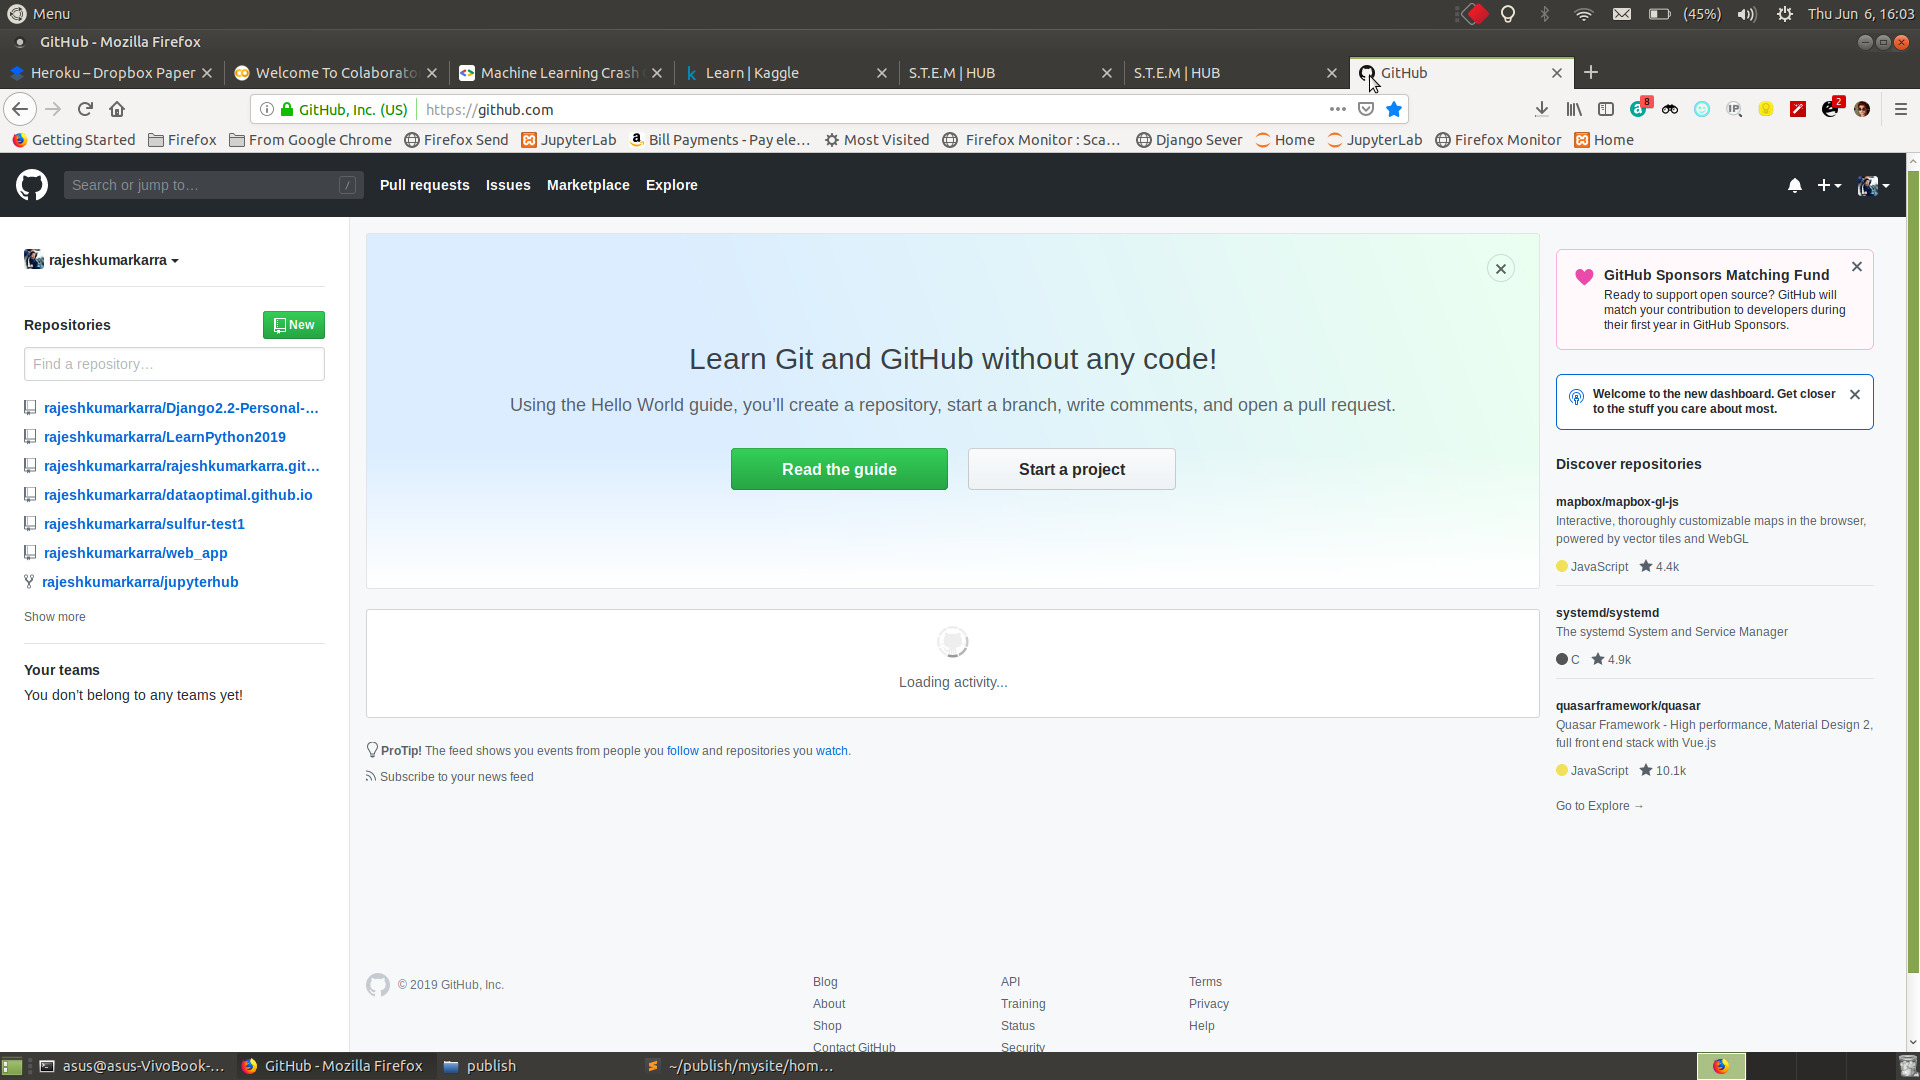 Menu
(45%)
Thu Jun 6, 16:03
GitHub - Mozilla Firefox
Heroku – Dropbox Paper
Welcome To Colaborato
Machine Learning Crash
Learn | Kaggle
S.T.E.M | HUB
S.T.E.M | HUB
GitHub
GitHub, Inc. (US)
https://github.com
8
IP
2
Getting Started
Firefox
From Google Chrome
Firefox Send
JupyterLab
Bill Payments - Pay ele…
Most Visited
Firefox Monitor : Sca…
Django Sever
Home
JupyterLab
Firefox Monitor
Home
Search or jump to…
/
Pull requests
Issues
Marketplace
Explore
rajeshkumarkarra
Repositories
New
Find a repository…
rajeshkumarkarra/Django2.2-Personal-…
rajeshkumarkarra/LearnPython2019
rajeshkumarkarra/rajeshkumarkarra.git…
rajeshkumarkarra/dataoptimal.github.io
rajeshkumarkarra/sulfur-test1
rajeshkumarkarra/web_app
rajeshkumarkarra/jupyterhub
Show more
Your teams
You don’t belong to any teams yet!
Learn Git and GitHub without any code!
Using the Hello World guide, you’ll create a repository, start a branch, write comments, and open a pull request.
Read the guide
Start a project
Loading activity...
ProTip! The feed shows you events from people you follow and repositories you watch.
Subscribe to your news feed
GitHub Sponsors Matching Fund
Ready to support open source? GitHub will
match your contribution to developers during
their first year in GitHub Sponsors.
Welcome to the new dashboard. Get closer
to the stuff you care about most.
Discover repositories
mapbox/mapbox-gl-js
Interactive, thoroughly customizable maps in the browser,
powered by vector tiles and WebGL
JavaScript 4.4k
systemd/systemd
The systemd System and Service Manager
C 4.9k
quasarframework/quasar
Quasar Framework - High performance, Material Design 2,
full front end stack with Vue.js
JavaScript 10.1k
Go to Explore →
© 2019 GitHub, Inc.
Blog
About
Shop
Contact GitHub
API
Training
Status
Security
Terms
Privacy
Help
asus@asus-VivoBook-...
GitHub - Mozilla Firefox
publish
~/publish/mysite/hom...